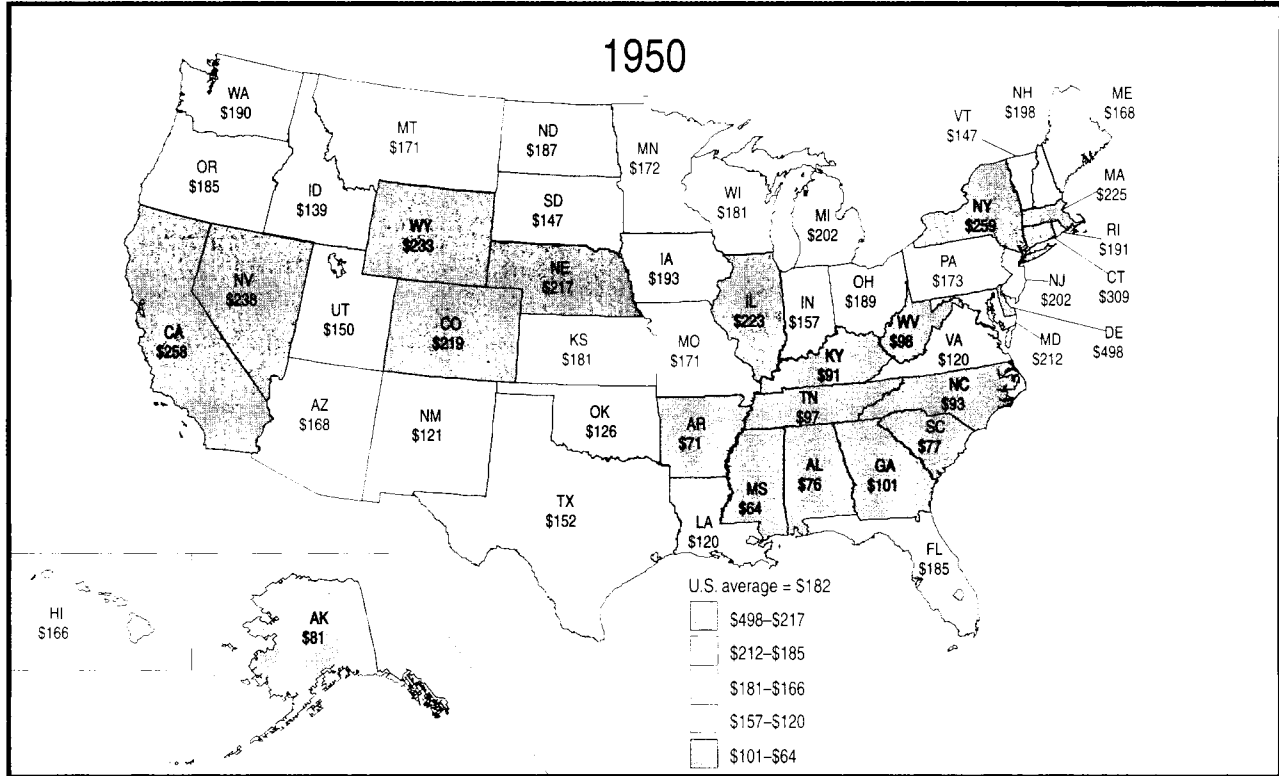 1950
WA
$190
OR
$185
ID
$139
MT
$171
ND
$187
MN
$172
SD
$147
WY
$233
WI
$181
MI
$202
NV
$238
CA
$258
UT
$150
CO
$219
NE
$217
IA
$193
KS
$181
MO
$171
IL
$223
IN
$157
OH
$189
PA
$173
NY
$259
VT
$147
NH
$198
ME
$168
MA
$225
RI
$191
CT
$309
NJ
$202
DE
$498
MD
$212
WV
$96
VA
$120
KY
$91
TN
$97
NC
$93
SC
$77
AZ
$168
NM
$121
OK
$126
AR
$71
TX
$152
LA
$120
MS
$64
AL
$76
GA
$101
FL
$185
HI
$166
AK
$81
U.S. average = $182
$498–$217
$212–$185
$181–$166
$157–$120
$101–$64